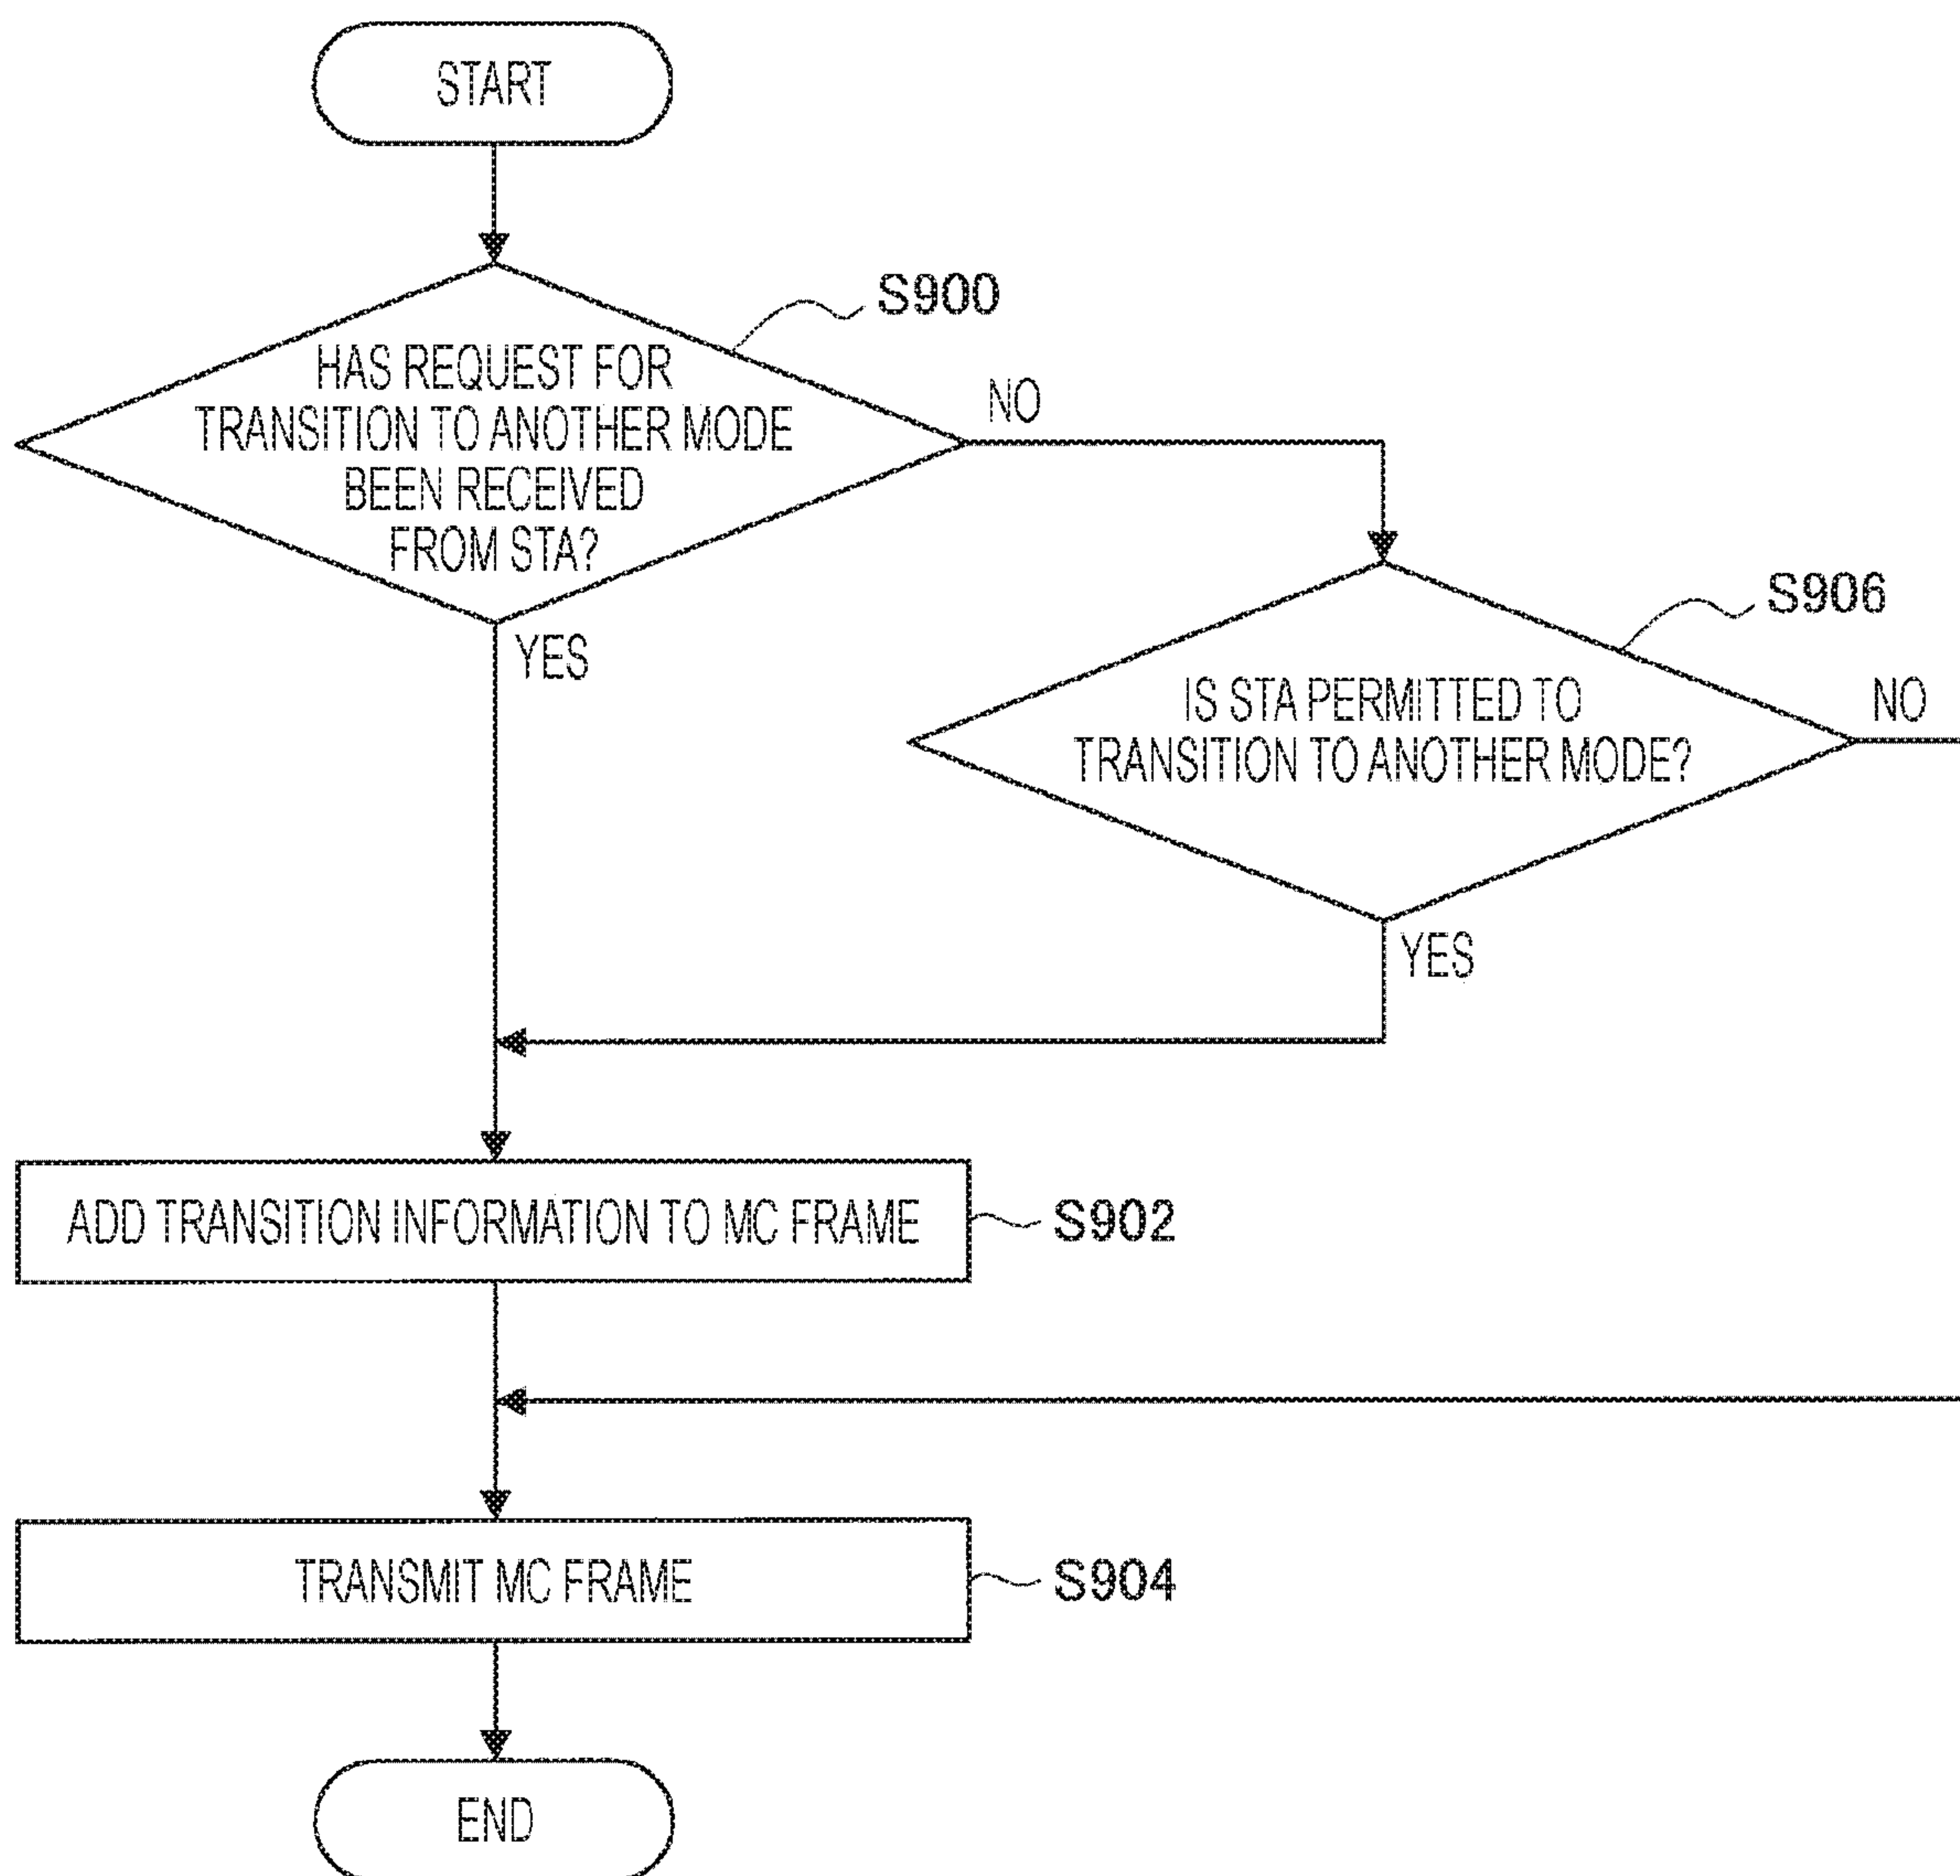 START
S900
HAS REQUEST FOR
TRANSITION TO ANOTHER MODE
BEEN RECEIVED
FROM STA?
NO
YES
S906
IS STA PERMITTED TO
TRANSITION TO ANOTHER MODE?
NO
YES
ADD TRANSITION INFORMATION TO MC FRAME
S902
TRANSMIT MC FRAME
S904
END